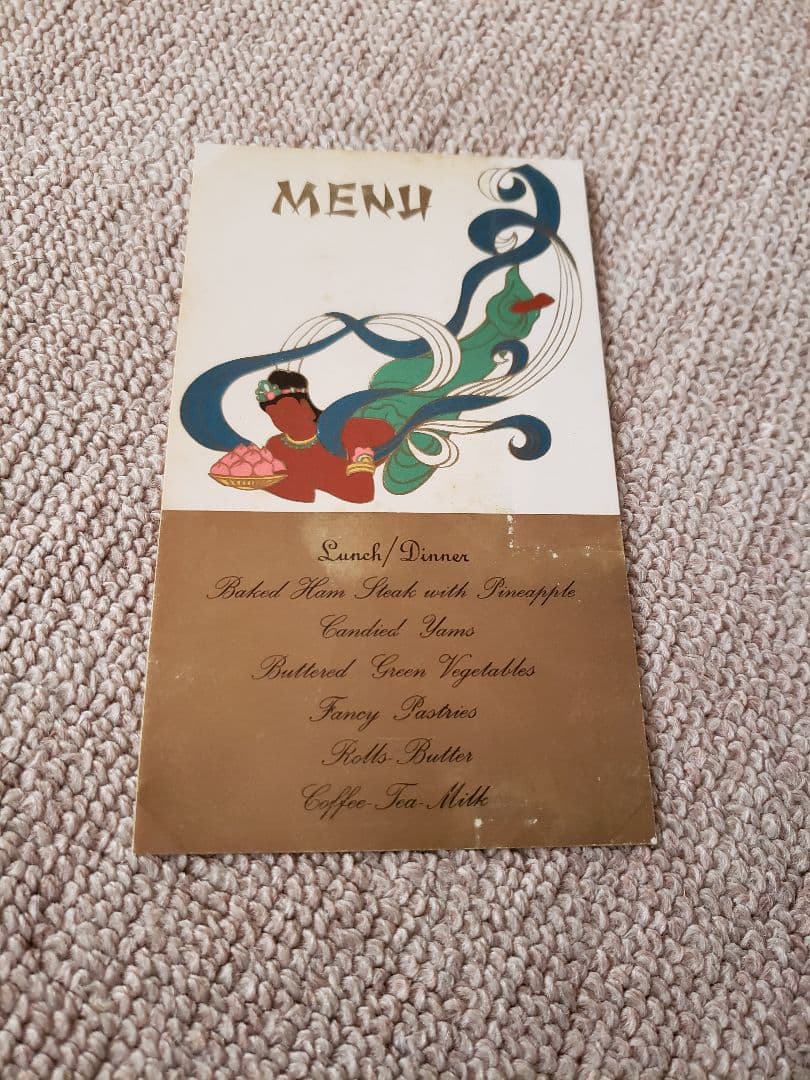 MENU
Lunch/Dinner
Baked Ham Steak with Pineapple
Candied Yams
Buttered Green Vegetables
Fancy Pastries
Rolls-Butter
Coffee-Tea-Milk